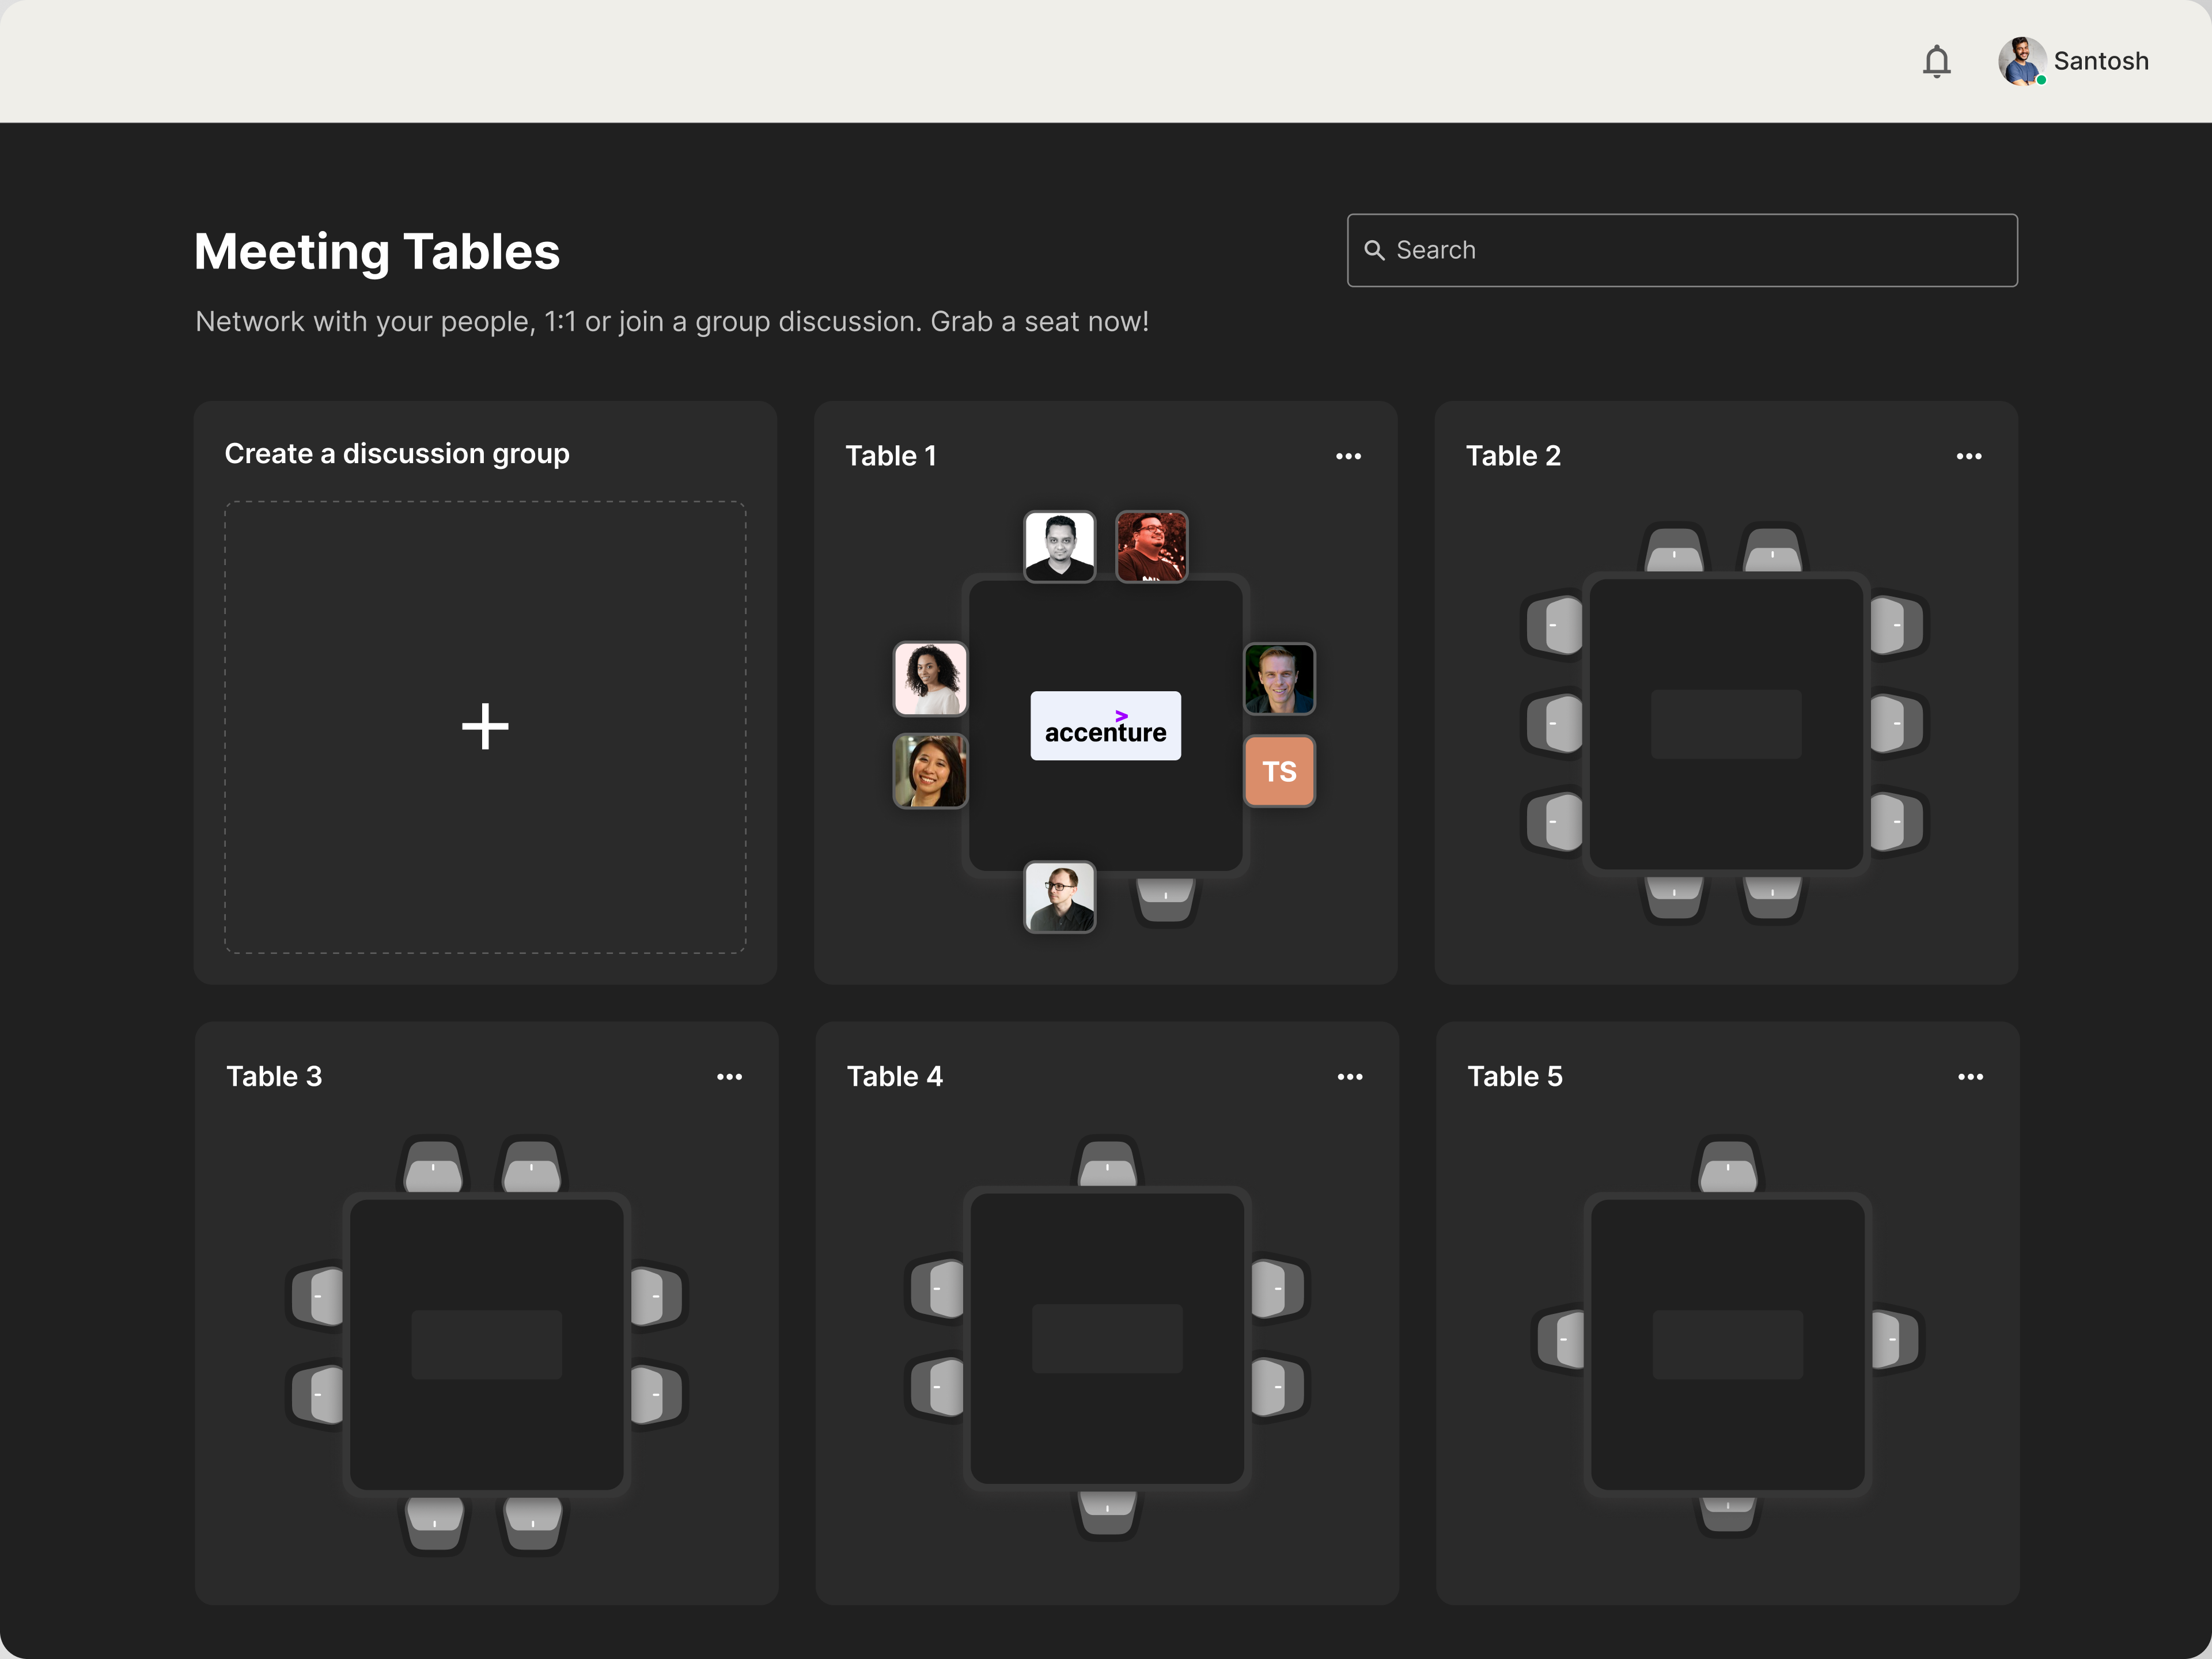 Santosh
Meeting Tables
Search
Network with your people, 1:1 or join a group discussion. Grab a seat now!
Create a discussion group
Table 1
Table 2
accenture
TS
Table 3
Table 4
Table 5